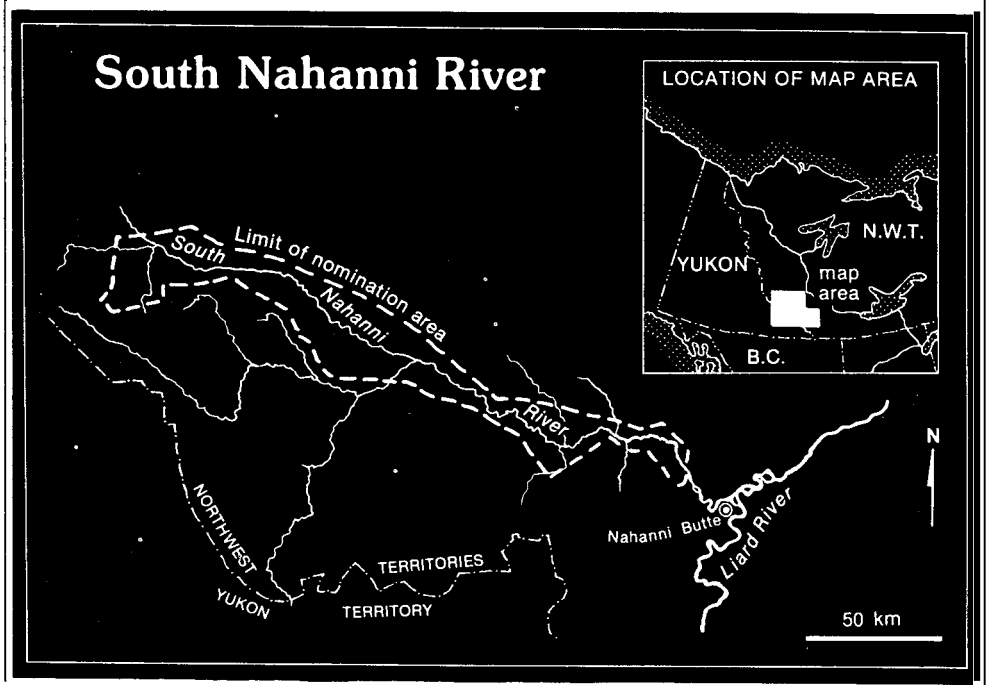 South Nahanni River
LOCATION OF MAP AREA
N.W.T.
YUKON
map
area
B.C.
Limit of nomination area
South
Nahanni
River
N
Nahanni Butte
Liard River
NORTHWEST
TERRITORIES
YUKON
TERRITORY
50 km